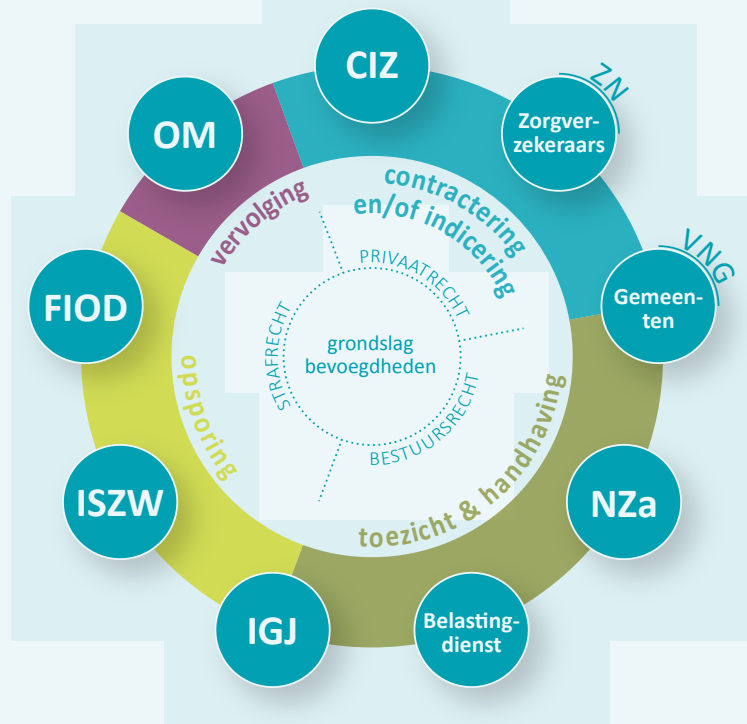 CIZ
ZN
Zorgver-
zekeraars
VNG
Gemeen-
ten
NZa
Belasting-
dienst
IGJ
ISZW
FIOD
OM
vervolging
contractering
en/of indicering
toezicht & handhaving
opsporing
PRIVAATRECHT
BESTUURSRECHT
STRAFRECHT
grondslag
bevoegdheden